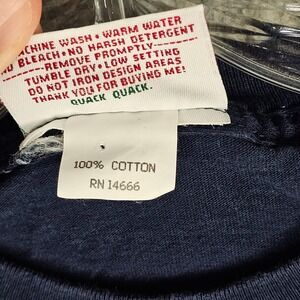 MACHINE WASH • WARM WATER
NO BLEACH • NO HARSH DETERGENT
REMOVE PROMPTLY
TUMBLE DRY • LOW SETTING
DO NOT IRON DESIGN AREAS
THANK YOU FOR BUYING ME!
QUACK QUACK.
100% COTTON
RN 14666